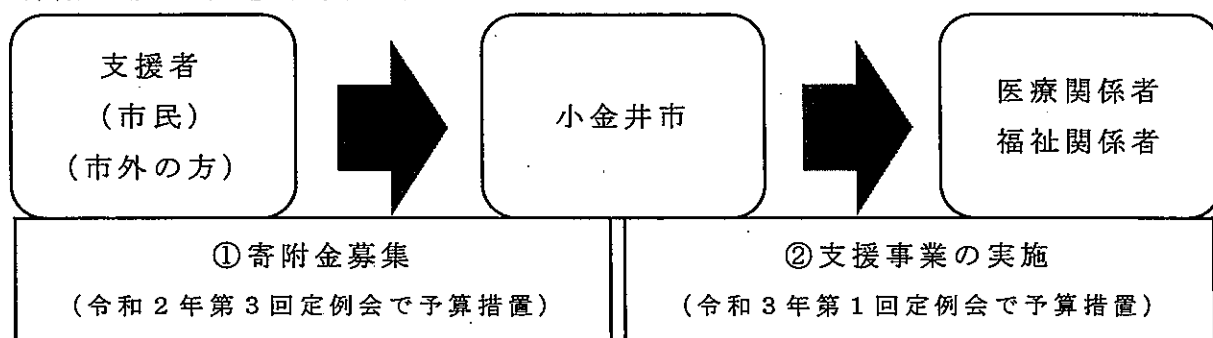 支援者
(市民)
(市外の方)
小金井市
医療関係者
福祉関係者
①寄附金募集
(令和2年第3回定例会で予算措置)
②支援事業の実施
(令和3年第1回定例会で予算措置)